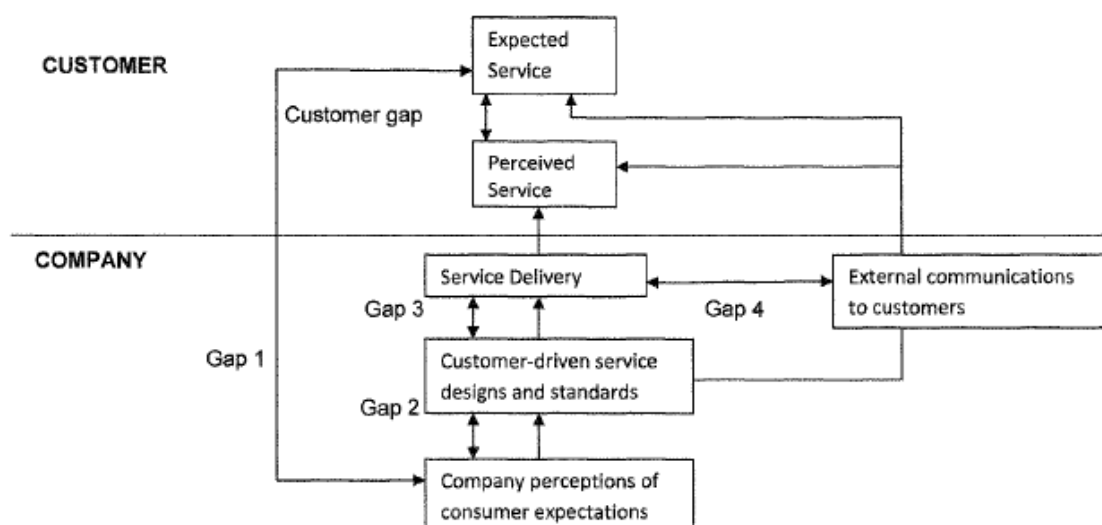 Expected
Service
CUSTOMER
Customer gap
Perceived
Service
COMPANY
Service Delivery
External communications
to customers
Gap 3
Gap 4
Gap 1
Customer-driven service
designs and standards
Gap 2
Company perceptions of
consumer expectations